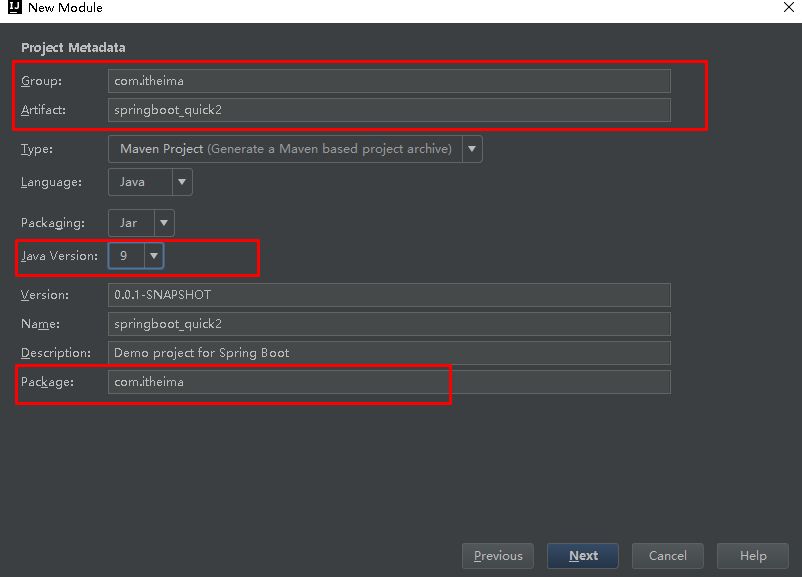 IJ New Module
Project Metadata
Group: com.itheima
Artifact: springboot_quick2
Type: Maven Project (Generate a Maven based project archive)
Language: Java
Packaging: Jar
Java Version: 9
Version: 0.0.1-SNAPSHOT
Name: springboot_quick2
Description: Demo project for Spring Boot
Package: com.itheima
Previous Next Cancel Help